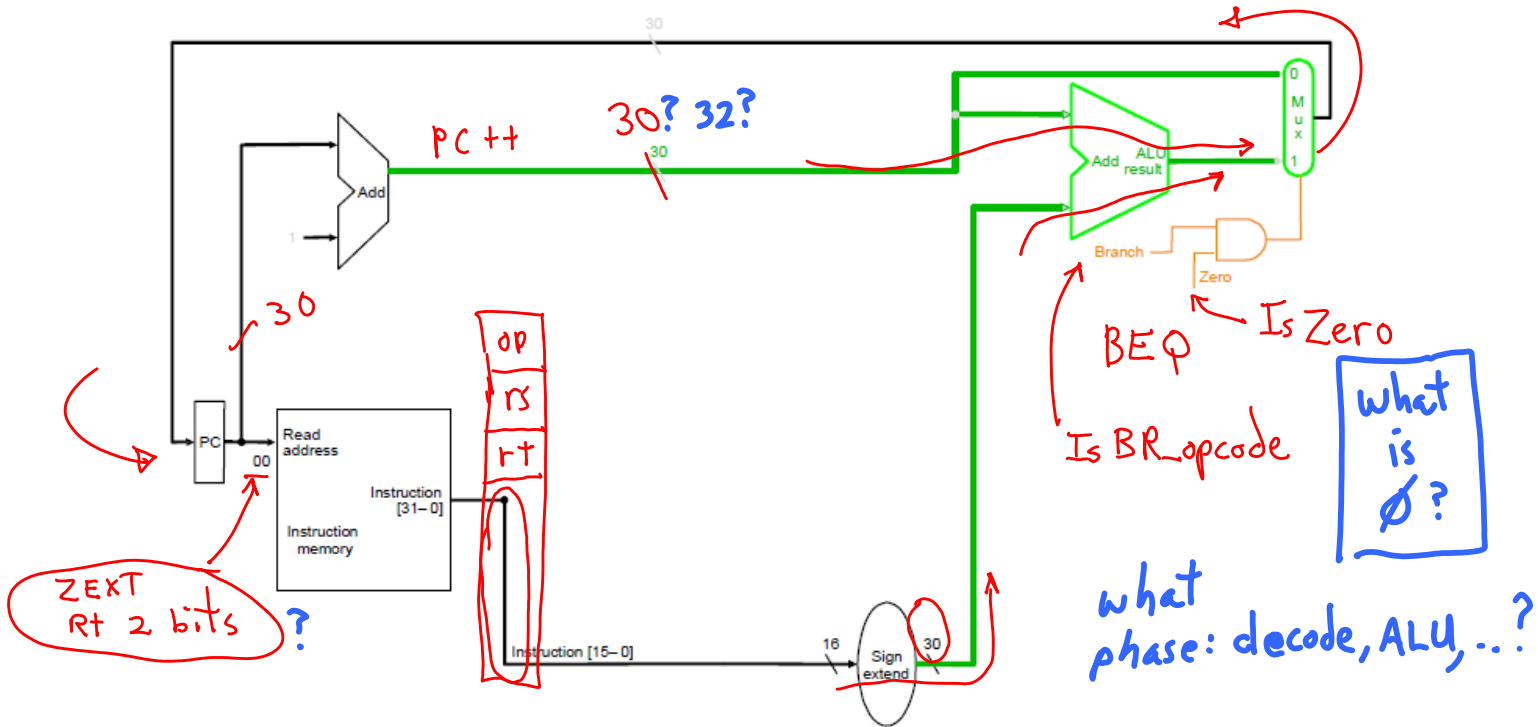 30
PC ++
30? 32?
30
Add
1
30
0
M
u
x
1
Add
ALU
result
Branch
Zero
Is Zero
BEQ
Is BR_opcode
what
is
Ø?
op
rs
rt
PC
00
Read
address
Instruction
[31–0]
Instruction
memory
ZEXT
Rt 2 bits ?
Instruction [15–0]
16
Sign
extend
30
what
phase: decode, ALU, ...?